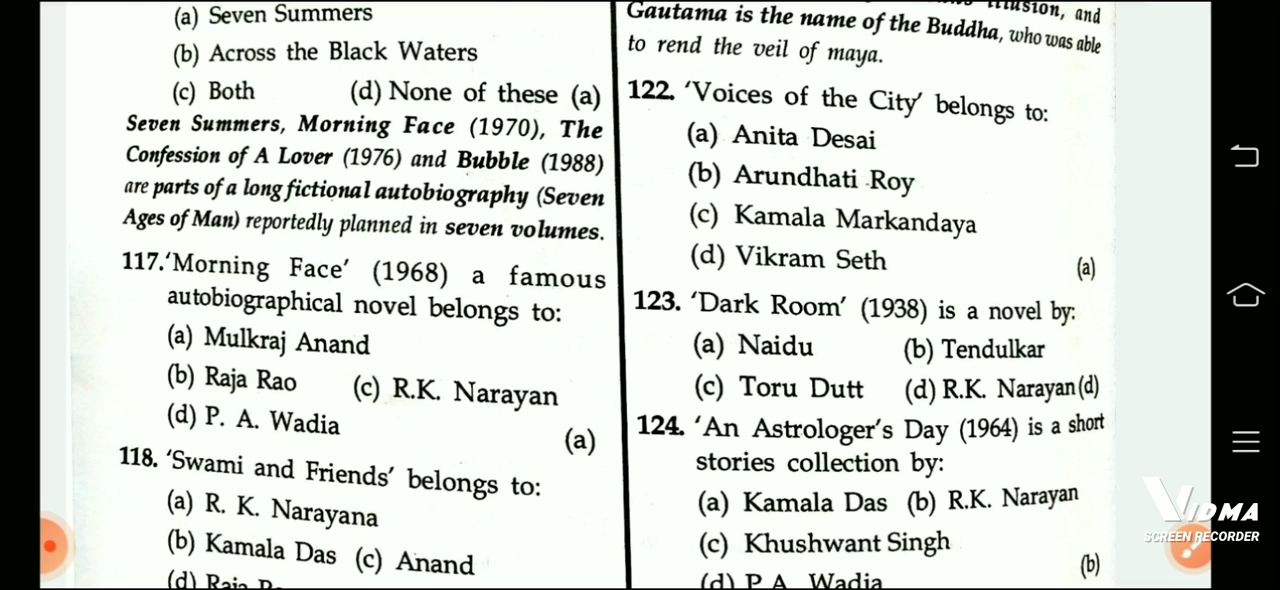 (a) Seven Summers
(b) Across the Black Waters
(c) Both (d) None of these (a)
Seven Summers, Morning Face (1970), The
Confession of A Lover (1976) and Bubble (1988)
are parts of a long fictional autobiography (Seven
Ages of Man) reportedly planned in seven volumes.
117.'Morning Face' (1968) a famous
autobiographical novel belongs to:
(a) Mulkraj Anand
(b) Raja Rao (c) R.K. Narayan
(d) P. A. Wadia
(a)
118. 'Swami and Friends' belongs to:
(a) R. K. Narayana
(b) Kamala Das (c) Anand
(d) Raja
illusion, and
Gautama is the name of the Buddha, who was able
to rend the veil of maya.
122. 'Voices of the City' belongs to:
(a) Anita Desai
(b) Arundhati Roy
(c) Kamala Markandaya
(d) Vikram Seth
(a)
123. 'Dark Room' (1938) is a novel by:
(a) Naidu (b) Tendulkar
(c) Toru Dutt (d) R.K. Narayan (d)
124. 'An Astrologer's Day (1964) is a short
stories collection by:
(a) Kamala Das (b) R.K. Narayan
(c) Khushwant Singh
(b)
(d) P.A. Wadia
VIDMA
SCREEN RECORDER